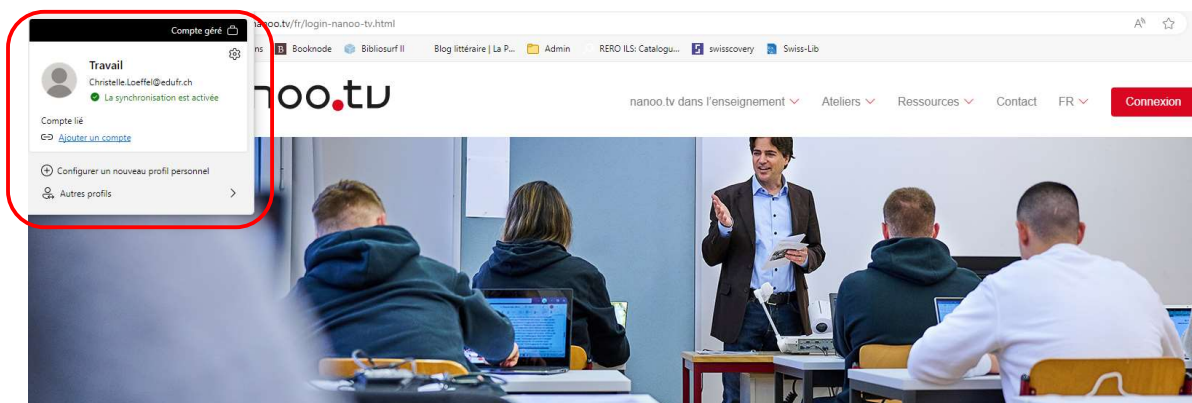 Compte géré
nanoo.tv/fr/login-nanoo-tv.html
Booknode
Bibliosurf II
Blog littéraire | La P...
Admin
RERO ILS: Catalogu...
swisscovery
Swiss-Lib
Travail
Christelle.Loeffel@edufr.ch
La synchronisation est activée
Compte lié
Ajouter un compte
Configurer un nouveau profil personnel
Autres profils
noo.tv
nanoo.tv dans l'enseignement
Ateliers
Ressources
Contact
FR
Connexion